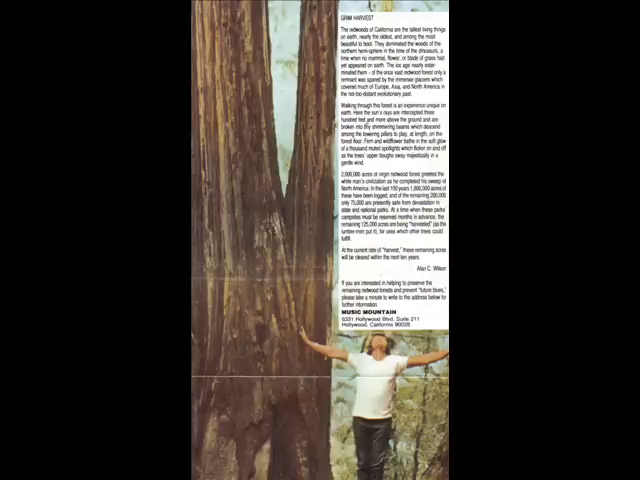 GRIM HARVEST
The redwoods of California are the tallest living things
on earth, nearly the oldest, and among the most
beautiful to boot. They dominated the woods of the
northern hemi-sphere in the time of the dinosaurs, a
time when no mammal, flower, or blade of grass had
yet appeared on earth. The ice age nearly exter-
minated them - of the once vast redwood forest only a
remnant was spared by the immense glaciers which
covered much of Europe, Asia, and North America in
the not-too-distant evolutionary past.
Walking through this forest is an experience unique on
earth. Here the sun's rays are intercepted three
hundred feet and more above the ground and are
broken into tiny shimmering beams which descend
among the towering pillars to play, at length, on the
forest floor. Fern and wildflower bathe in the soft glow
of a thousand muted spotlights which flicker on and off
as the trees' upper boughs sway majestically in a
gentle wind.
2,000,000 acres of virgin redwood forest greeted the
white man's civilization as he completed his sweep of
North America. In the last 100 years 1,800,000 acres of
these have been logged, and of the remaining 200,000
only 75,000 are presently safe from devastation in
state and national parks. At a time when these parks'
campsites must be reserved months in advance, the
remaining 125,000 acres are being "harvested" (as the
lumber-men put it), for uses which other trees could
fulfill.
At the current rate of "harvest," these remaining acres
will be cleared within the next ten years.
Alan C. Wilson
If you are interested in helping to preserve the
remaining redwood forests and prevent "future blues,"
please take a minute to write to the address below for
further information.
MUSIC MOUNTAIN
6331 Hollywood Blvd. Suite 211
Hollywood, California 90028